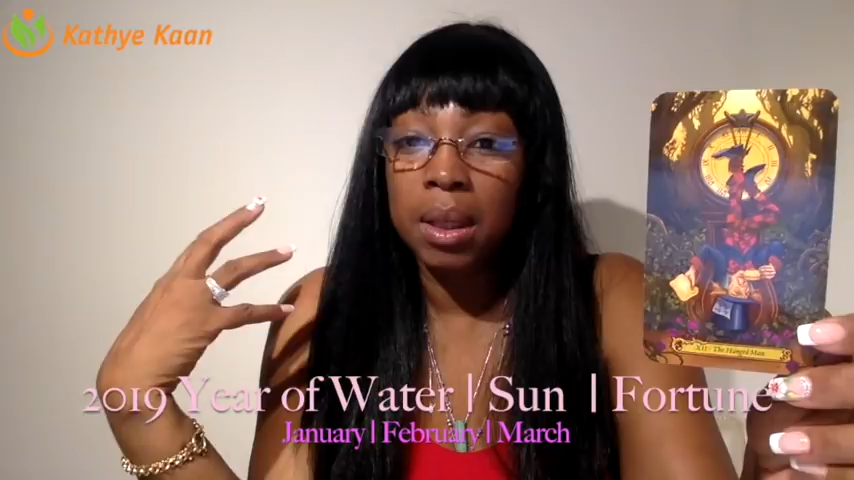 Kathye Kaan
XII · The Hanged Man
2019 Year of Water | Sun | Fortune
January | February | March